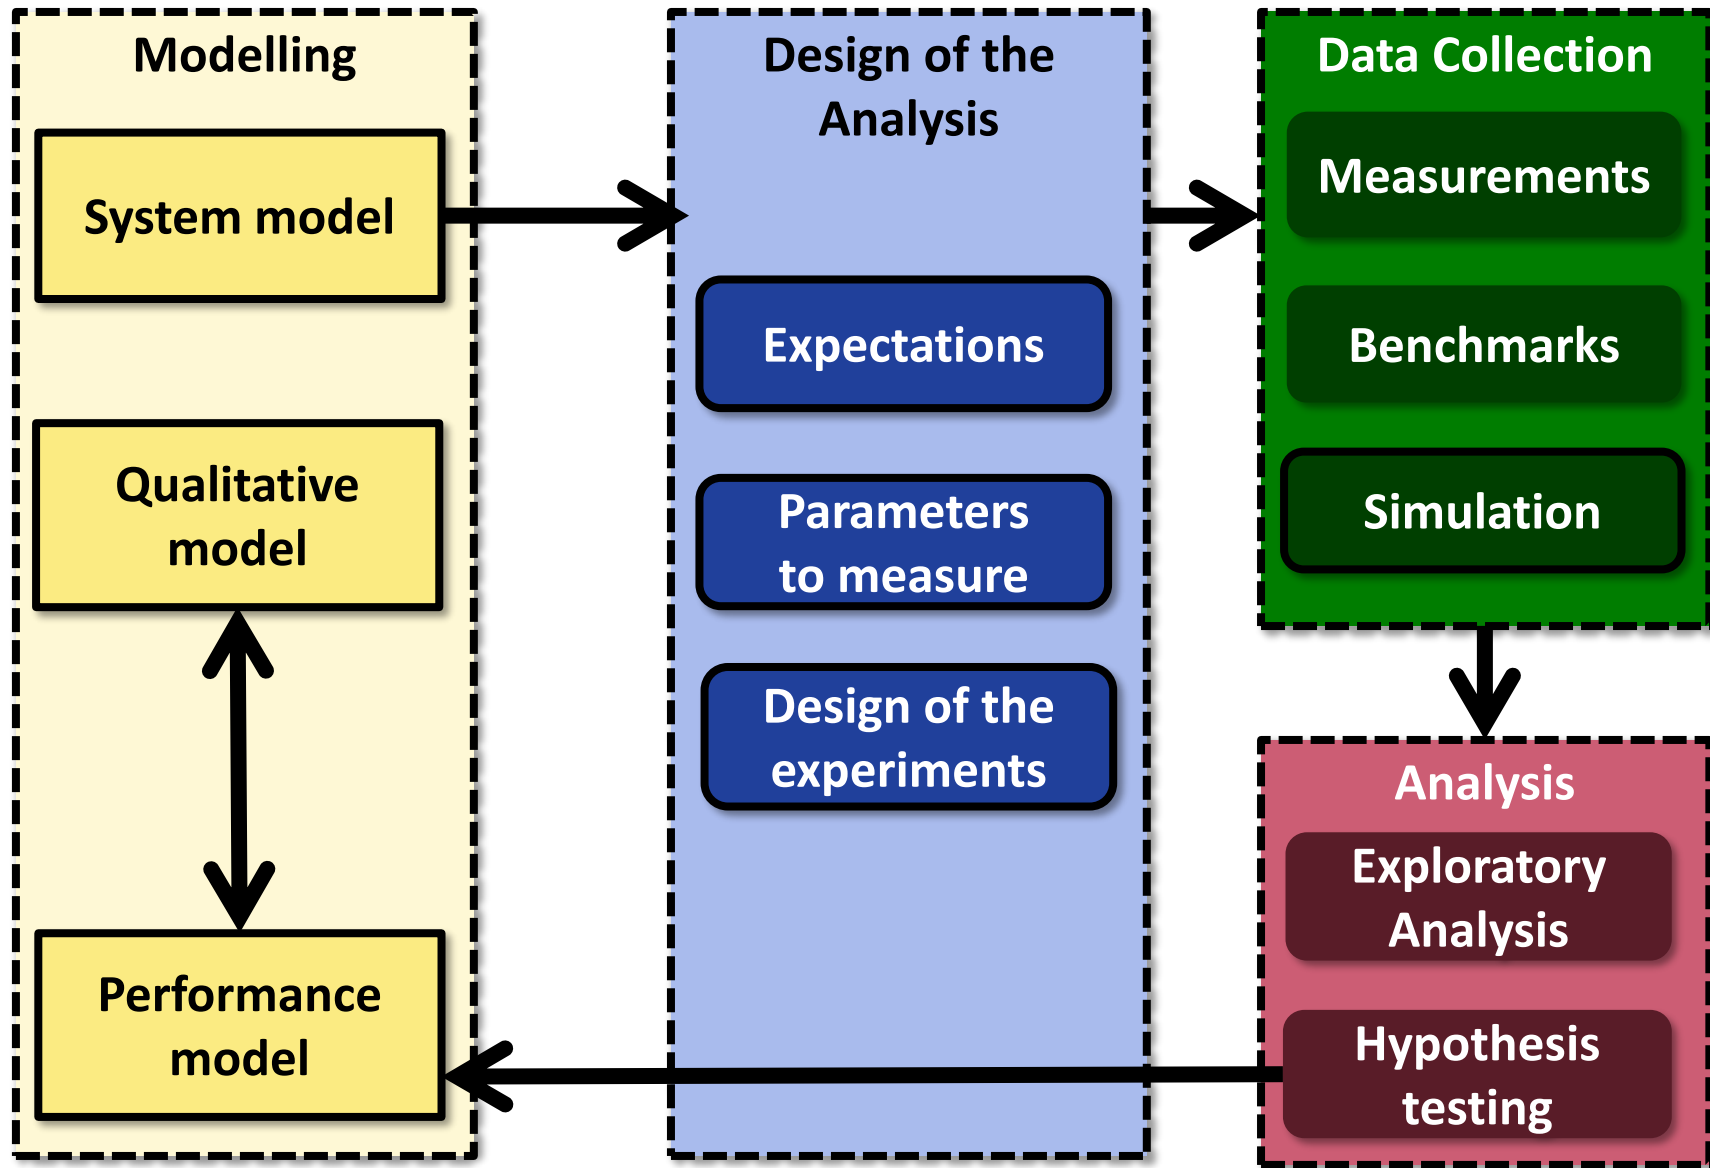 Modelling
System model
Qualitative
model
Performance
model
Design of the
Analysis
Expectations
Parameters
to measure
Design of the
experiments
Data Collection
Measurements
Benchmarks
Simulation
Analysis
Exploratory
Analysis
Hypothesis
testing